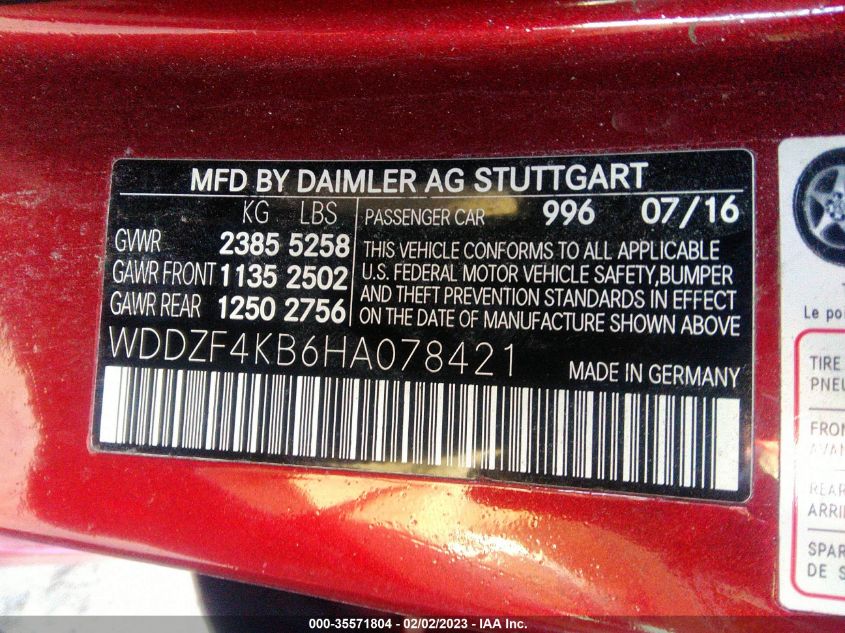 MFD BY DAIMLER AG STUTTGART
KG LBS
GVWR 2385 5258
GAWR FRONT 1135 2502
GAWR REAR 1250 2756
PASSENGER CAR 996 07/16
THIS VEHICLE CONFORMS TO ALL APPLICABLE
U.S. FEDERAL MOTOR VEHICLE SAFETY,BUMPER
AND THEFT PREVENTION STANDARDS IN EFFECT
ON THE DATE OF MANUFACTURE SHOWN ABOVE
WDDZF4KB6HA078421
MADE IN GERMANY
Le
TIRE
FRON
AVAN
REAR
ARRI
SPAR
DE S
000-35571804 - 02/02/2023 - IAA Inc.